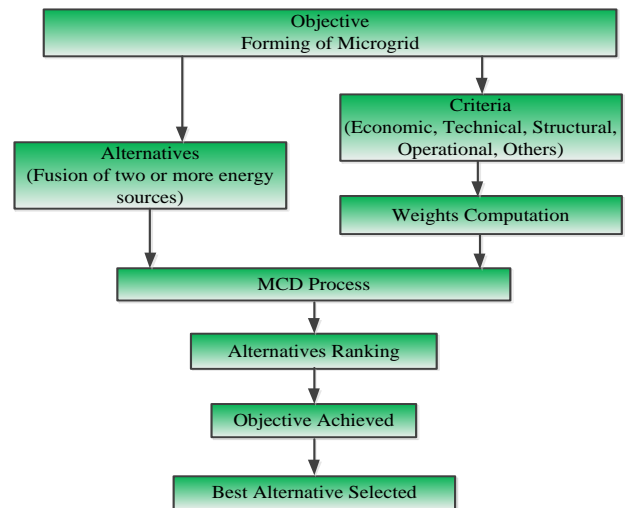 Objective
Forming of Microgrid
Criteria
(Economic, Technical, Structural,
Operational, Others)
Alternatives
(Fusion of two or more energy
sources)
Weights Computation
MCD Process
Alternatives Ranking
Objective Achieved
Best Alternative Selected